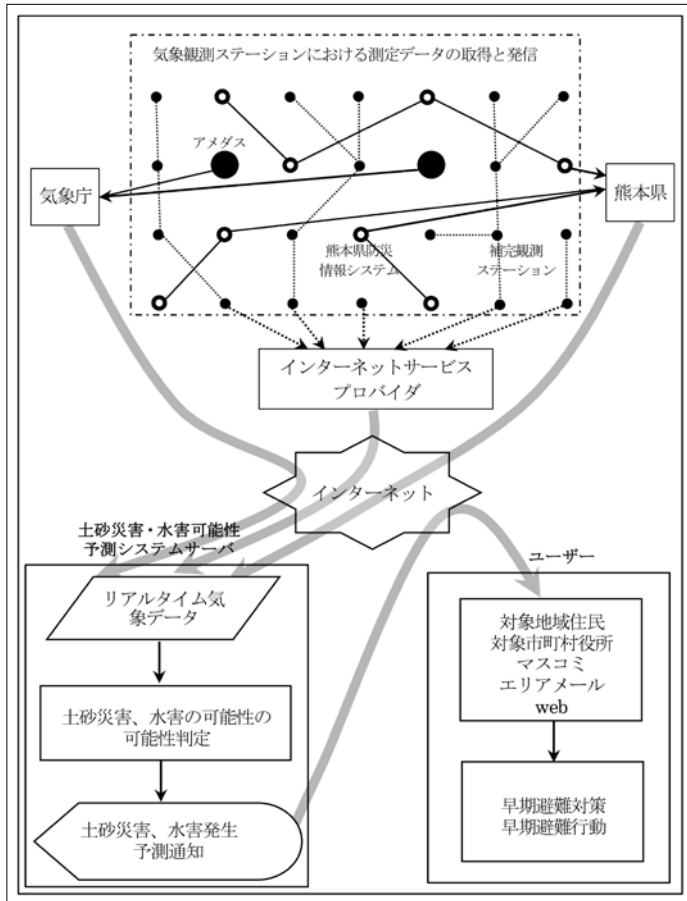 気象観測ステーションにおける測定データの取得と発信
アメダス
気象庁
熊本県
熊本県防災
情報システム
補完観測
ステーション
インターネットサービス
プロバイダ
インターネット
土砂災害・水害可能性
予測システムサーバ
リアルタイム気
象データ
土砂災害、水害の可能性の
可能性判定
土砂災害、水害発生
予測通知
ユーザー
対象地域住民
対象市町村役所
マスコミ
エリアメール
web
早期避難対策
早期避難行動